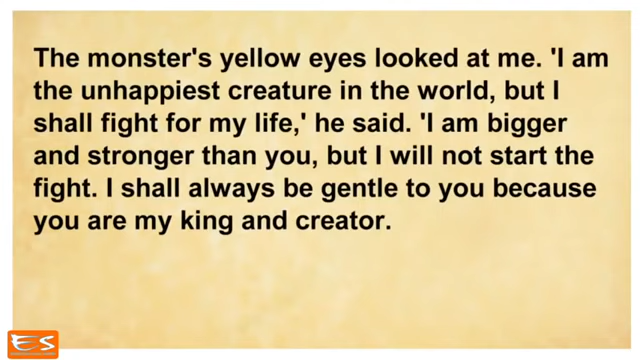 The monster's yellow eyes looked at me. 'I am
the unhappiest creature in the world, but I
shall fight for my life,' he said. 'I am bigger
and stronger than you, but I will not start the
fight. I shall always be gentle to you because
you are my king and creator.
ES